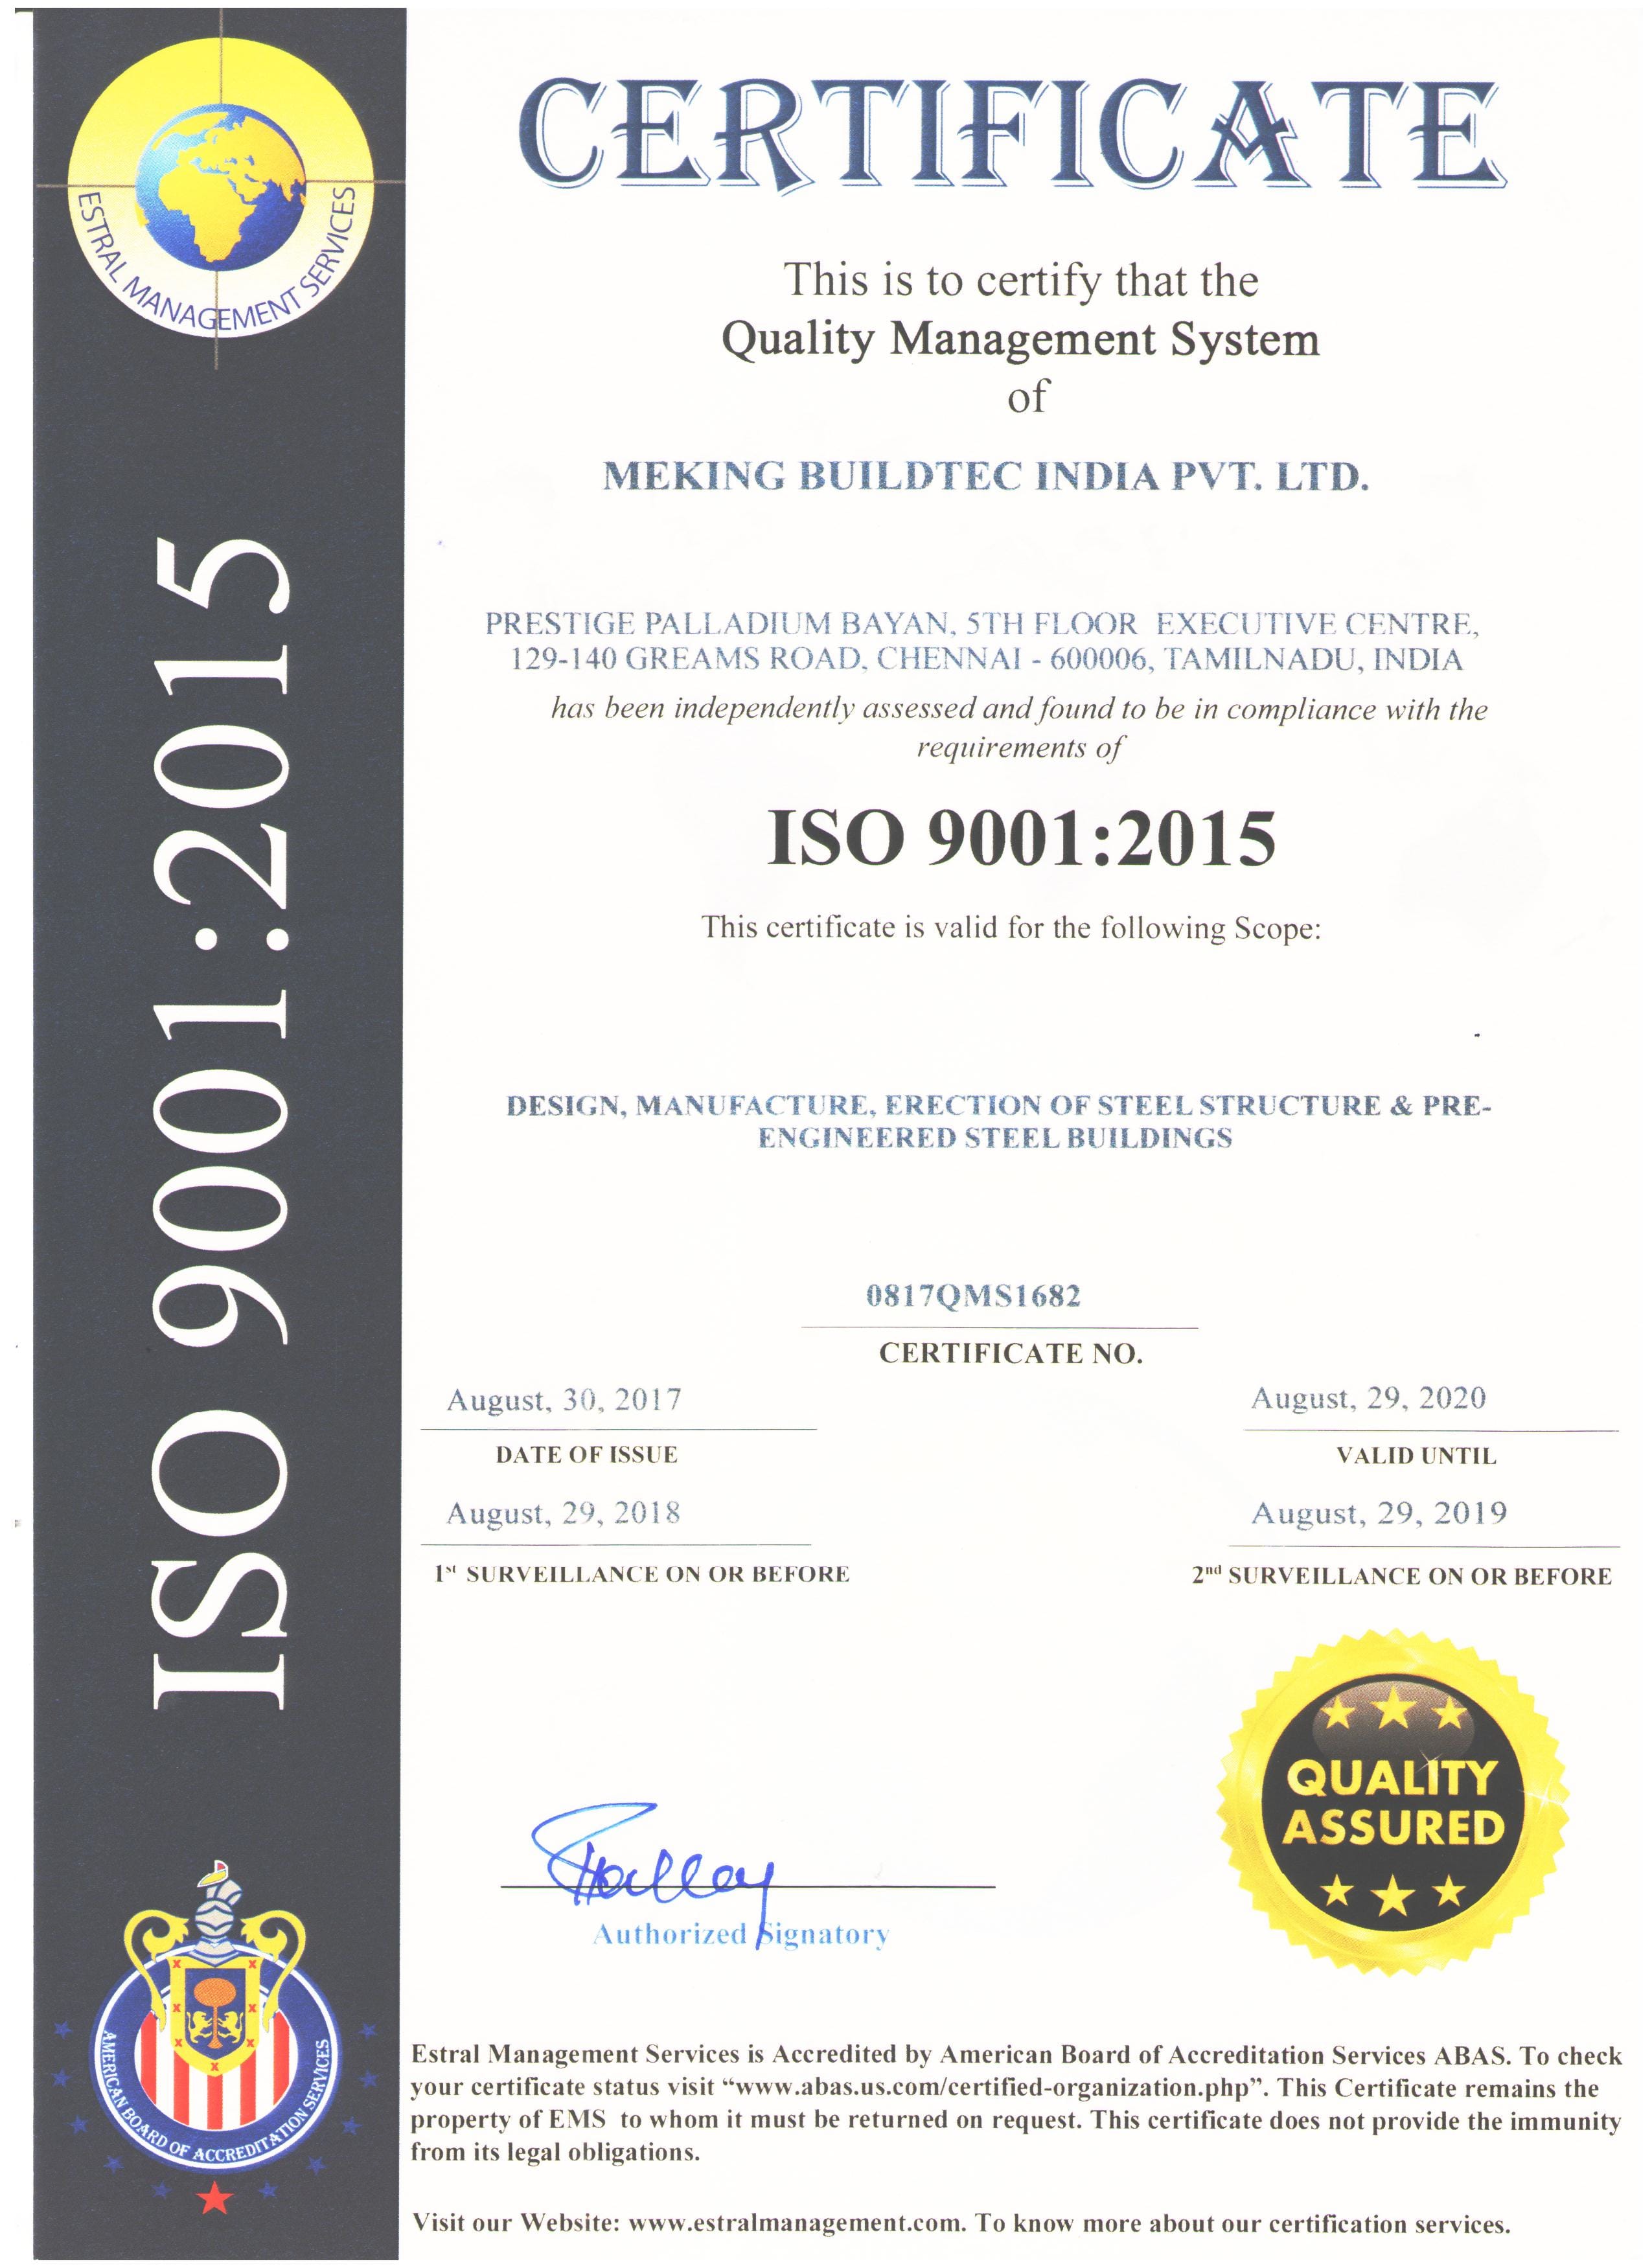 ESTRAL MANAGEMENT SERVICES
ISO 9001:2015
CERTIFICATE
This is to certify that the
Quality Management System
of
MEKING BUILDTEC INDIA PVT. LTD.
PRESTIGE PALLADIUM BAYAN, 5TH FLOOR EXECUTIVE CENTRE,
129-140 GREAMS ROAD, CHENNAI - 600006, TAMILNADU, INDIA
has been independently assessed and found to be in compliance with the
requirements of
ISO 9001:2015
This certificate is valid for the following Scope:
DESIGN, MANUFACTURE, ERECTION OF STEEL STRUCTURE & PRE-
ENGINEERED STEEL BUILDINGS
0817QMS1682
CERTIFICATE NO.
August, 30, 2017
DATE OF ISSUE
August, 29, 2020
VALID UNTIL
August, 29, 2018
1st SURVEILLANCE ON OR BEFORE
August, 29, 2019
2nd SURVEILLANCE ON OR BEFORE
QUALITY
ASSURED
Authorized Signatory
AMERICAN BOARD OF ACCREDITATION SERVICES
Estral Management Services is Accredited by American Board of Accreditation Services ABAS. To check
your certificate status visit “www.abas.us.com/certified-organization.php”. This Certificate remains the
property of EMS to whom it must be returned on request. This certificate does not provide the immunity
from its legal obligations.
Visit our Website: www.estralmanagement.com. To know more about our certification services.